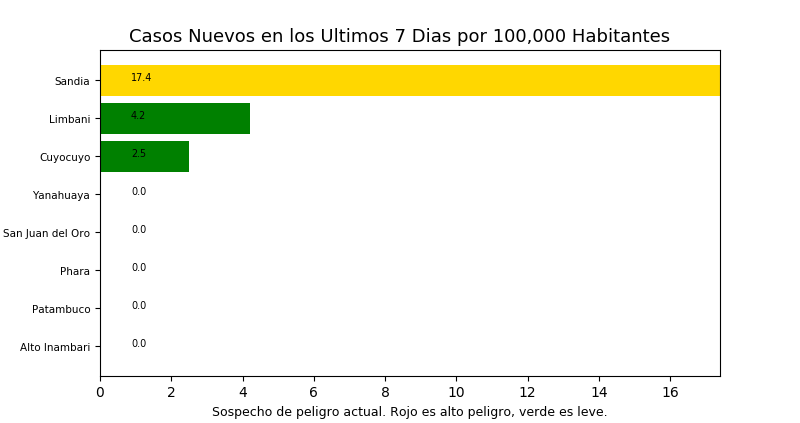 Casos Nuevos en los Ultimos 7 Dias por 100,000 Habitantes
Sandia 17.4
Limbani 4.2
Cuyocuyo 2.5
Yanahuaya 0.0
San Juan del Oro 0.0
Phara 0.0
Patambuco 0.0
Alto Inambari 0.0
0 2 4 6 8 10 12 14 16
Sospecho de peligro actual. Rojo es alto peligro, verde es leve.